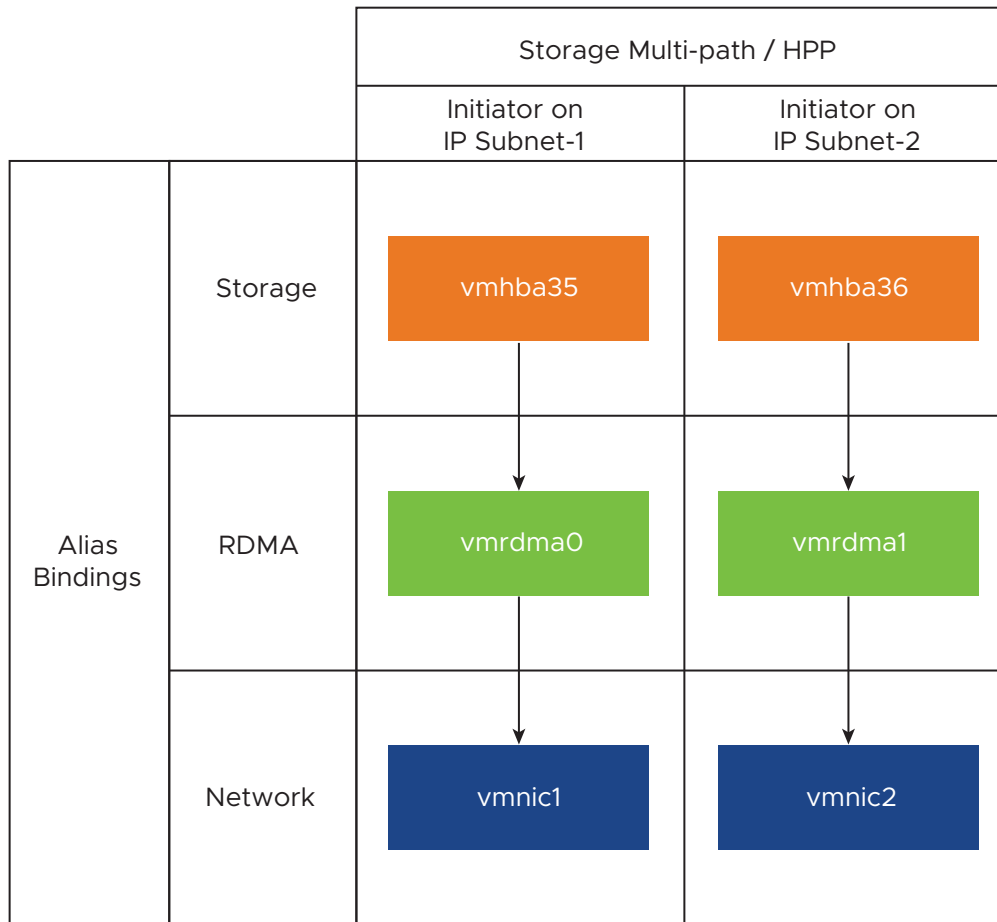 Storage Multi-path / HPP
Initiator on
IP Subnet-1
Initiator on
IP Subnet-2
Alias
Bindings
Storage
vmhba35
vmhba36
RDMA
vmrdma0
vmrdma1
Network
vmnic1
vmnic2